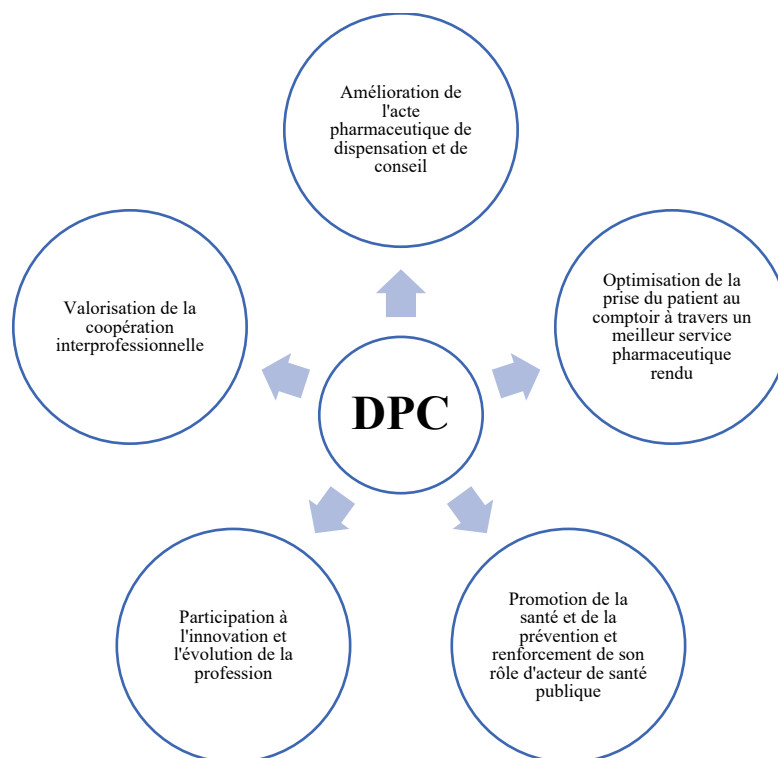 Amélioration de
l'acte
pharmaceutique de
dispensation et de
conseil
Valorisation de la
coopération
interprofessionnelle
Optimisation de la
prise du patient au
comptoir à travers un
meilleur service
pharmaceutique
rendu
DPC
Participation à
l'innovation et
l'évolution de la
profession
Promotion de la
santé et de la
prévention et
renforcement de son
rôle d'acteur de santé
publique